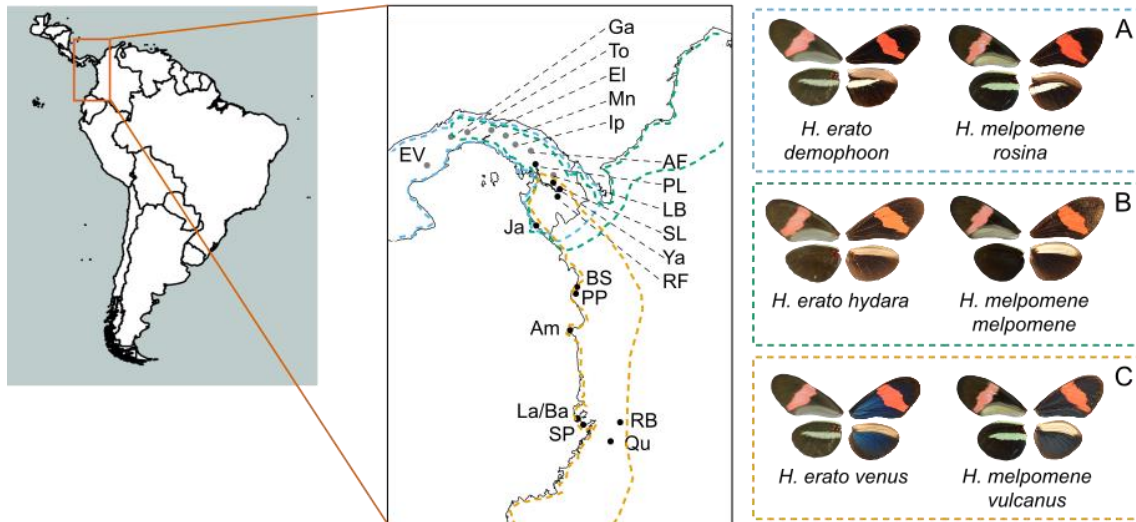 Ga
To
El
Mn
Ip
EV
AF
PL
LB
SL
Ya
RF
Ja
BS
PP
Am
La/Ba
SP
RB
Qu
A
H. erato
demophoon
H. melpomene
rosina
B
H. erato hydara
H. melpomene
melpomene
C
H. erato venus
H. melpomene
vulcanus